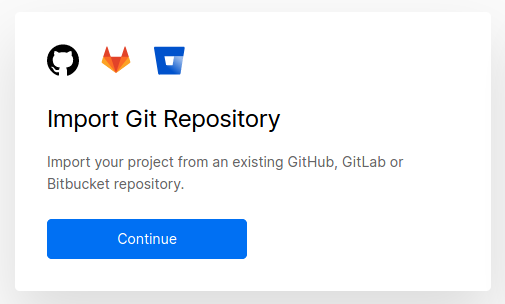 Import Git Repository
Import your project from an existing GitHub, GitLab or
Bitbucket repository.
Continue